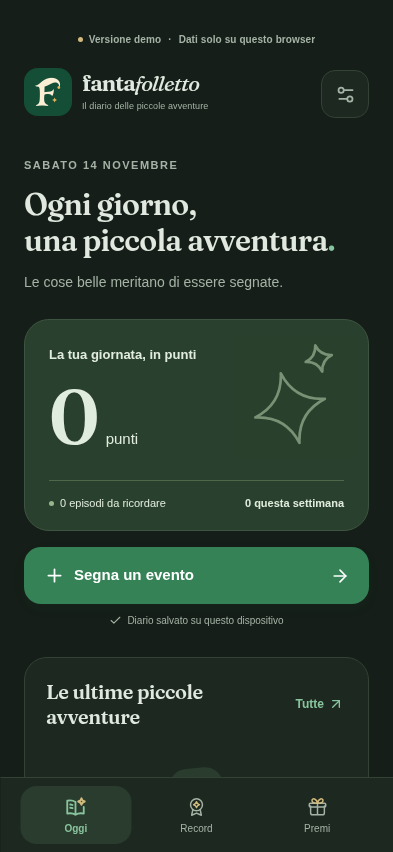 Versione demo · Dati solo su questo browser
fantafolletto
Il diario delle piccole avventure
SABATO 14 NOVEMBRE
Ogni giorno,
una piccola avventura.
Le cose belle meritano di essere segnate.
La tua giornata, in punti
0 punti
0 episodi da ricordare
0 questa settimana
Segna un evento
Diario salvato su questo dispositivo
Le ultime piccole
avventure
Tutte
Oggi
Record
Premi